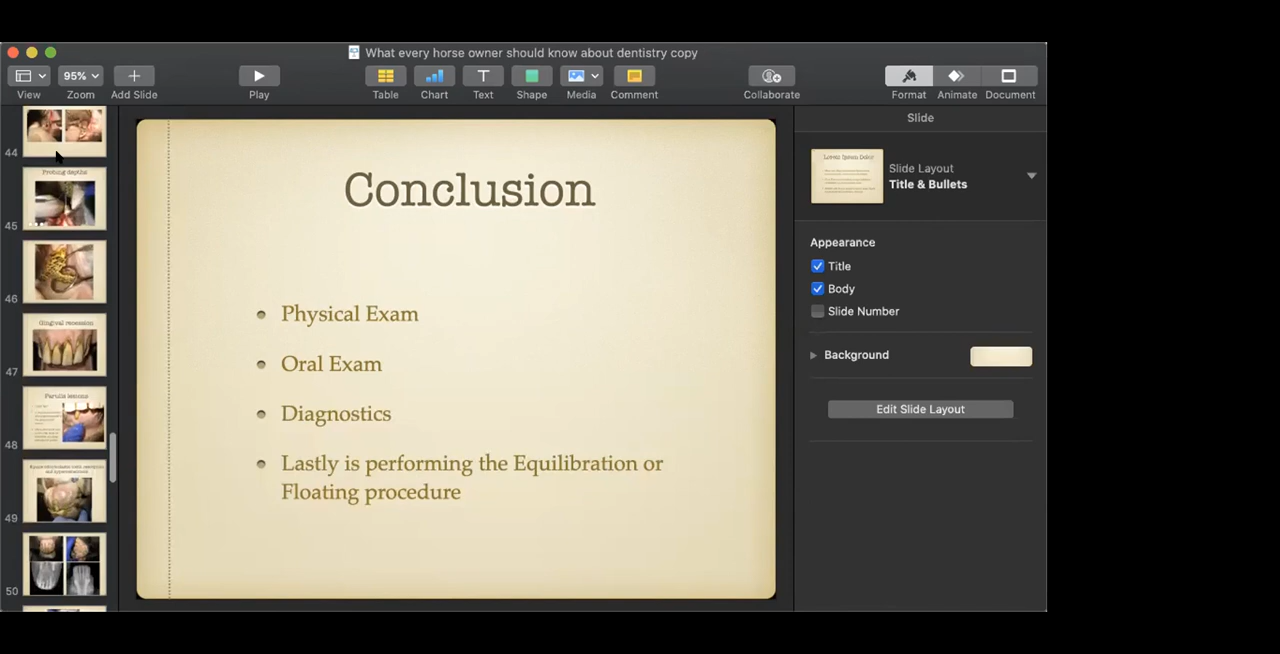 What every horse owner should know about dentistry copy
95%
View
Zoom
Add Slide
Play
Table
Chart
Text
Shape
Media
Comment
Collaborate
Format
Animate
Document
44
Probing depths
45
46
Gingival recession
47
Parulis lesions
48
49
50
Conclusion
Physical Exam
Oral Exam
Diagnostics
Lastly is performing the Equilibration or
Floating procedure
Slide
Lorem Ipsum Dolor
Slide Layout
Title & Bullets
Appearance
Title
Body
Slide Number
Background
Edit Slide Layout